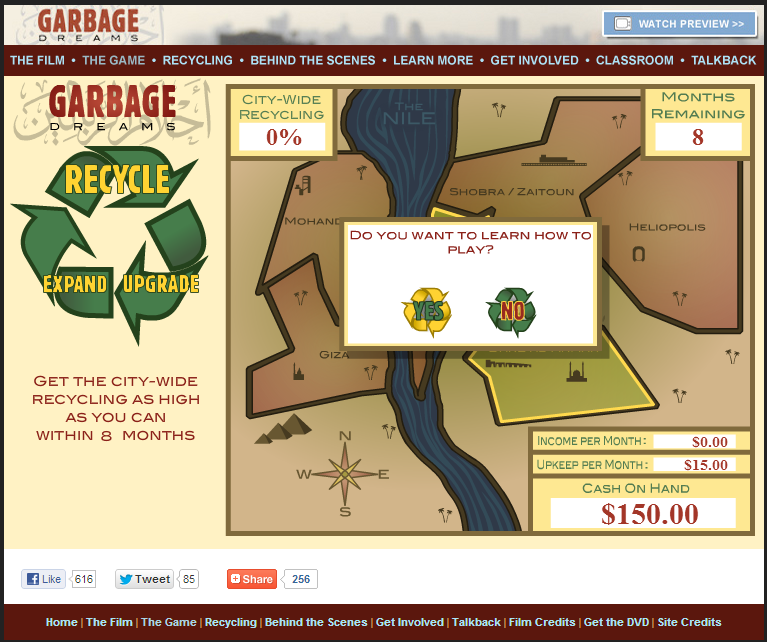 GARBAGE
DREAMS
WATCH PREVIEW >>
THE FILM • THE GAME • RECYCLING • BEHIND THE SCENES • LEARN MORE • GET INVOLVED • CLASSROOM • TALKBACK
GARBAGE
DREAMS
RECYCLE
EXPAND
UPGRADE
Get the city-wide
recycling as high
as you can
within 8 months
City-Wide
Recycling
0%
The
Nile
Months
Remaining
8
Shobra / Zaitoun
Mohand
Heliopolis
Do you want to learn how to
play?
YES
NO
Giza
N
W
E
S
Income per Month:
$0.00
Upkeep per Month:
$15.00
Cash On Hand
$150.00
Like
616
Tweet
85
Share
256
Home | The Film | The Game | Recycling | Behind the Scenes | Get Involved | Talkback | Film Credits | Get the DVD | Site Credits